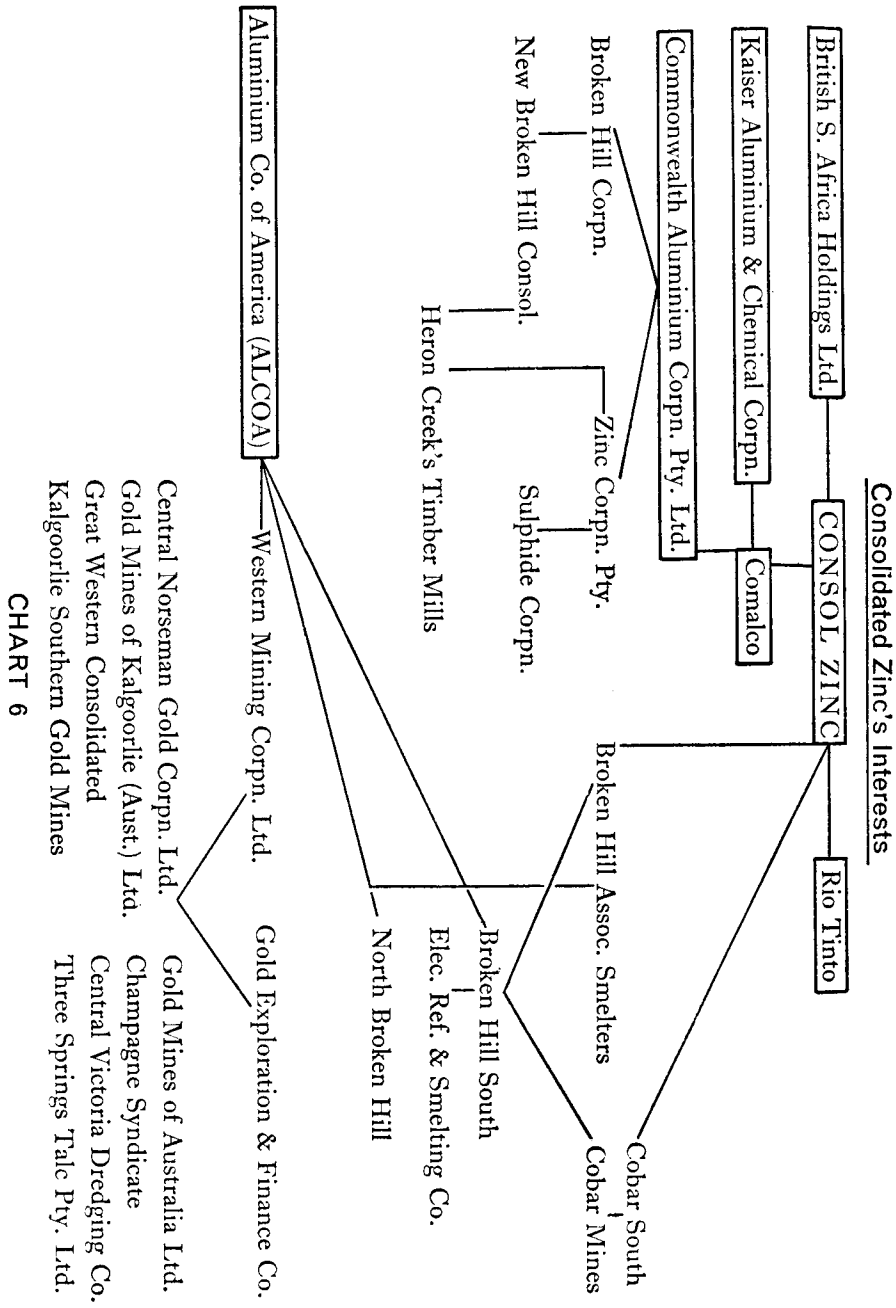 Consolidated Zinc's Interests
British S. Africa Holdings Ltd.
CONSOL ZINC
Rio Tinto
Kaiser Aluminium & Chemical Corpn.
Comalco
Commonwealth Aluminium Corpn. Pty. Ltd.
Broken Hill Corpn.
Zinc Corpn. Pty.
Broken Hill Assoc. Smelters
Cobar South
Cobar Mines
New Broken Hill Consol.
Sulphide Corpn.
Heron Creek's Timber Mills
Broken Hill South
Elec. Ref. & Smelting Co.
North Broken Hill
Aluminium Co. of America (ALCOA)
Western Mining Corpn. Ltd.
Gold Exploration & Finance Co.
Central Norseman Gold Corpn. Ltd.
Gold Mines of Kalgoorlie (Aust.) Ltd.
Great Western Consolidated
Kalgoorlie Southern Gold Mines
Gold Mines of Australia Ltd.
Champagne Syndicate
Central Victoria Dredging Co.
Three Springs Talc Pty. Ltd.
CHART 6